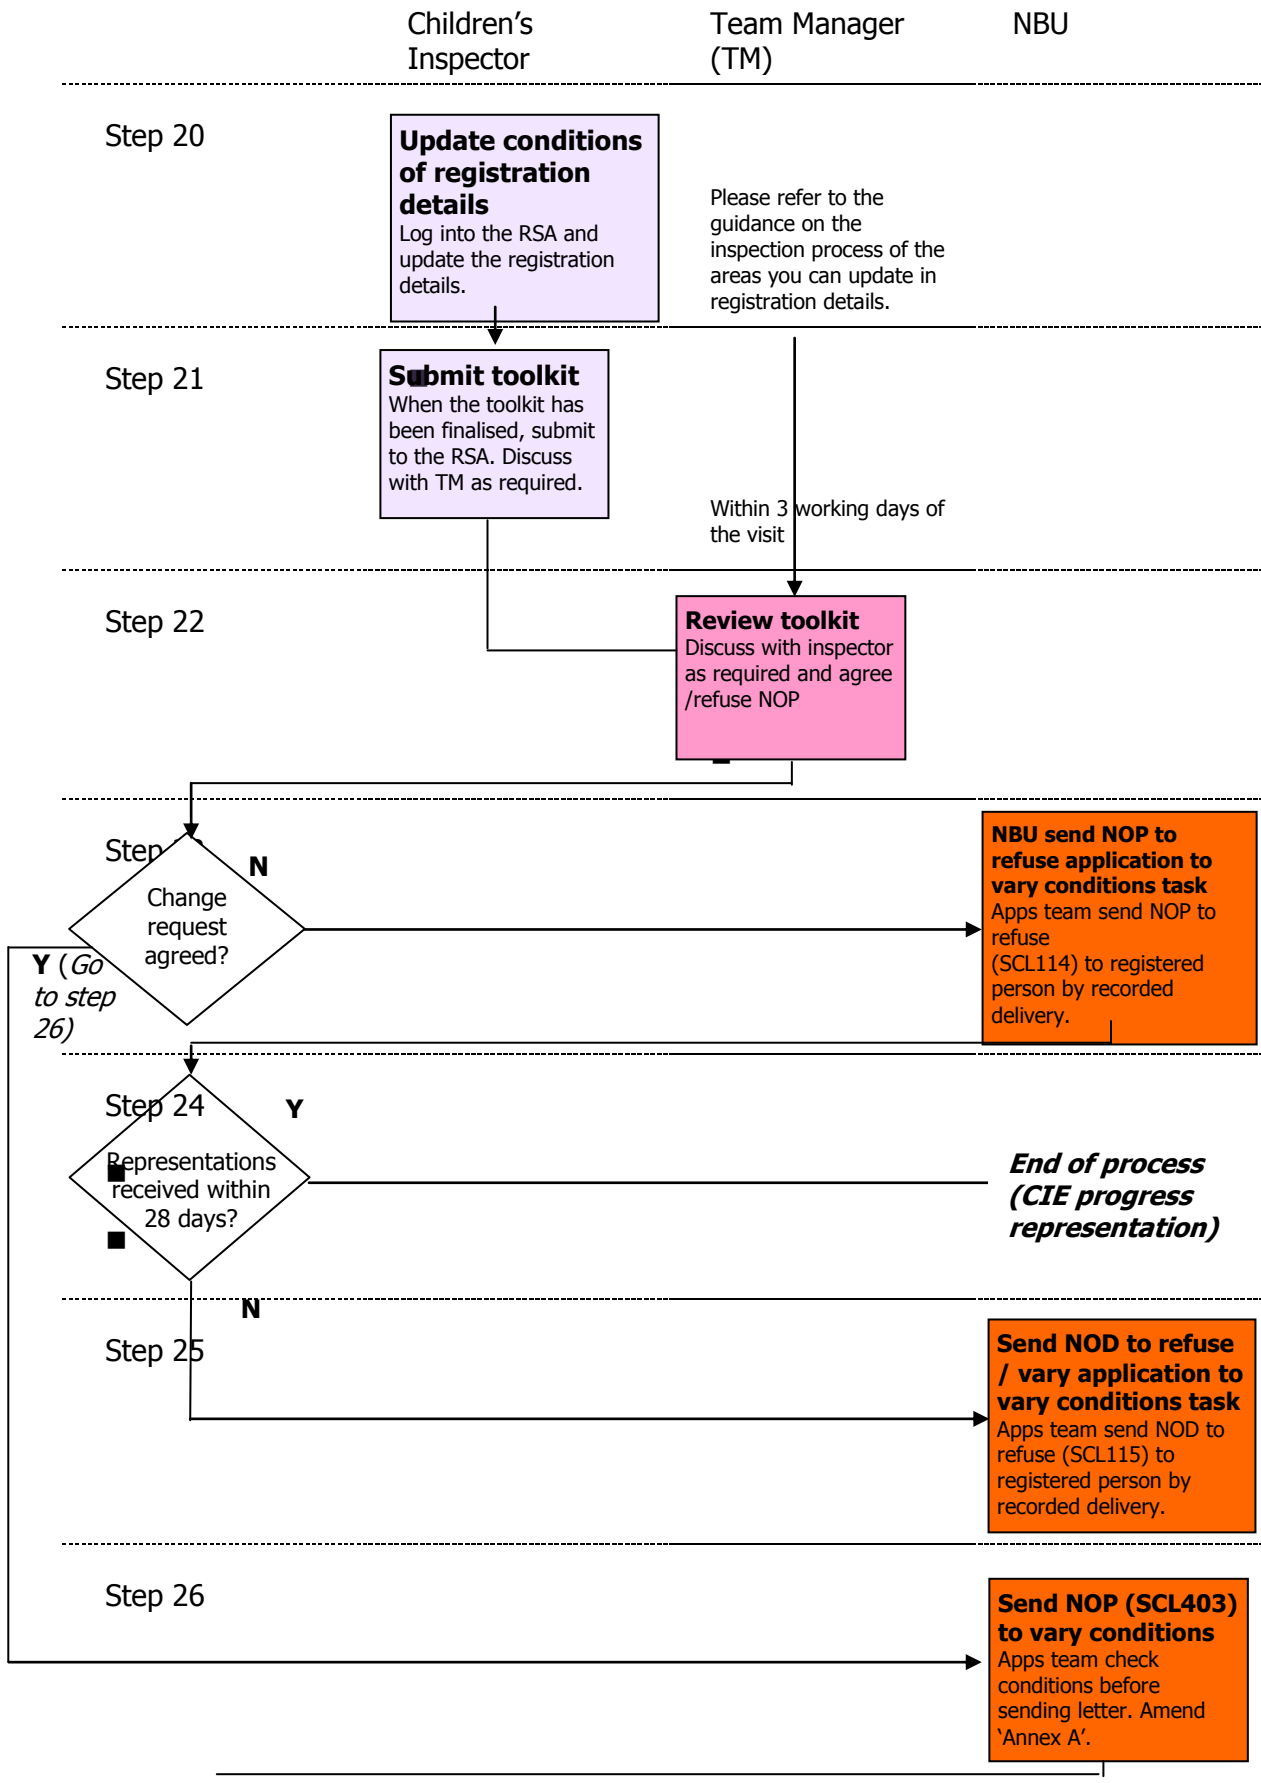 Children's
Inspector
Team Manager
(TM)
NBU
Step 20
Update conditions
of registration
details
Log into the RSA and
update the registration
details.
Please refer to the
guidance on the
inspection process of the
areas you can update in
registration details.
Step 21
Submit toolkit
When the toolkit has
been finalised, submit
to the RSA. Discuss
with TM as required.
Within 3 working days of
the visit
Step 22
Review toolkit
Discuss with inspector
as required and agree
/refuse NOP
Step
N
Change
request
agreed?
Y (Go
to step
26)
NBU send NOP to
refuse application to
vary conditions task
Apps team send NOP to
refuse
(SCL114) to registered
person by recorded
delivery.
Step 24
Y
Representations
received within
28 days?
End of process
(CIE progress
representation)
N
Step 25
Send NOD to refuse
/ vary application to
vary conditions task
Apps team send NOD to
refuse (SCL115) to
registered person by
recorded delivery.
Step 26
Send NOP (SCL403)
to vary conditions
Apps team check
conditions before
sending letter. Amend
‘Annex A’.